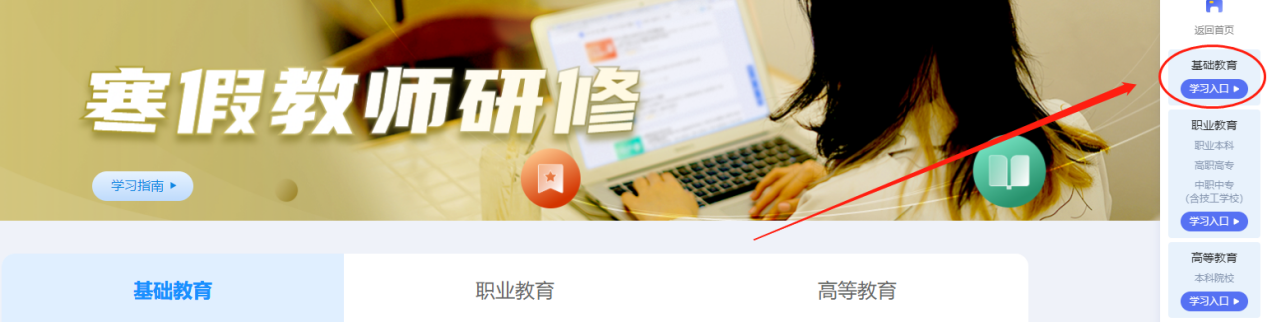 寒假教师研修
学习指南
基础教育
职业教育
高等教育
返回首页
基础教育
学习入口
职业教育
职业本科
高职高专
中职中专
(含技工学校)
学习入口
高等教育
本科院校
学习入口